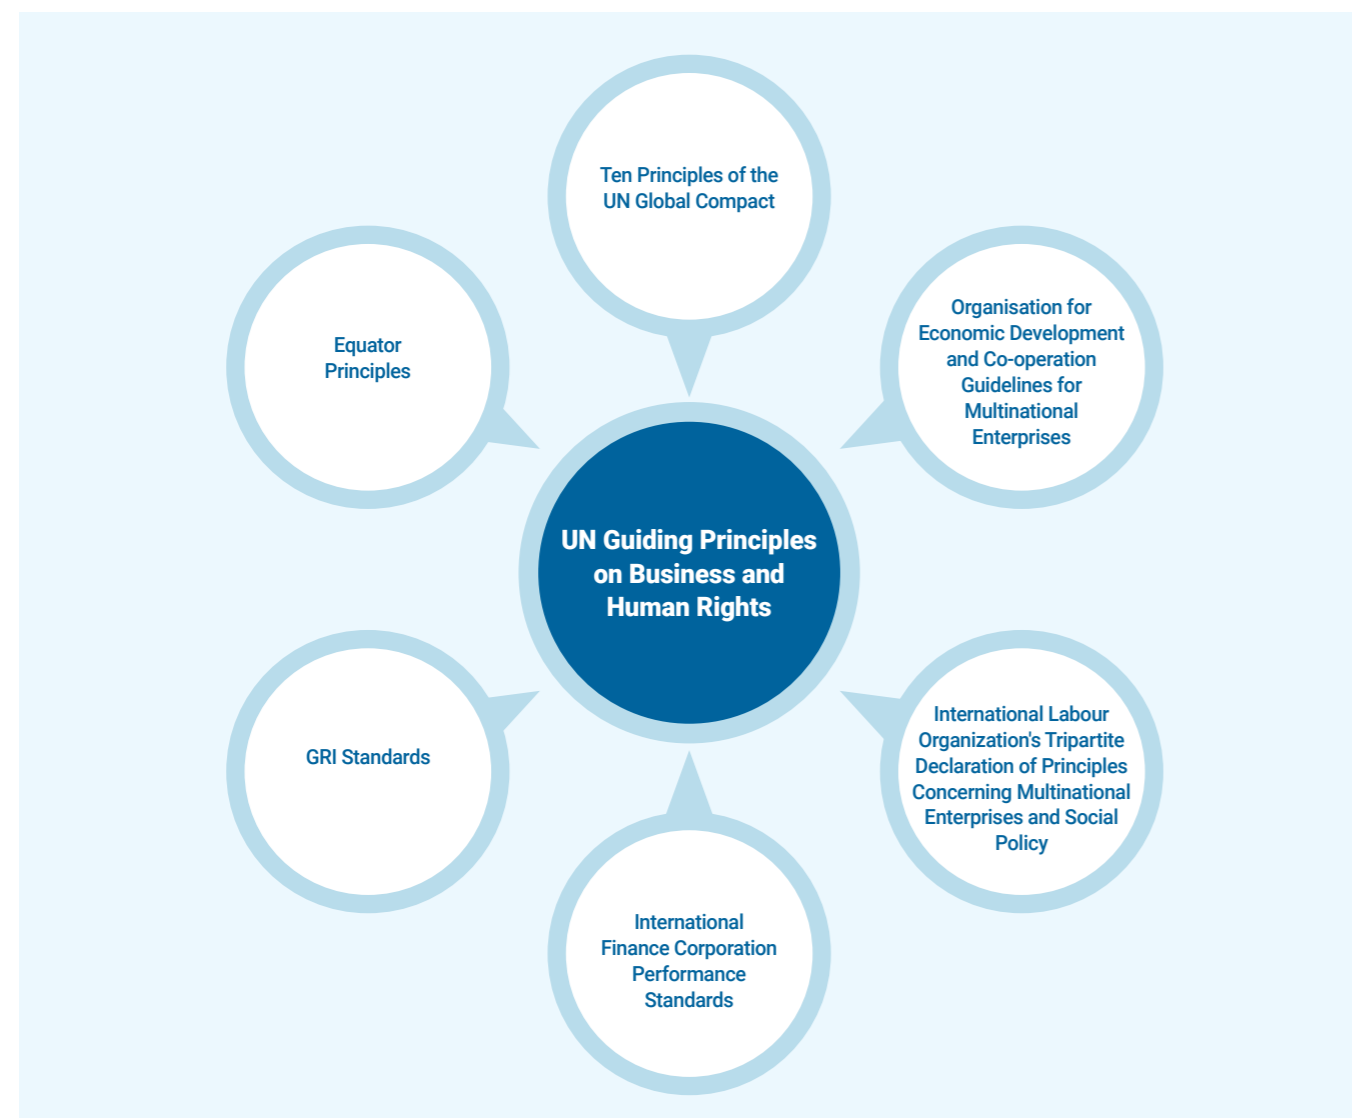 Ten Principles of the
UN Global Compact
Organisation for
Economic Development
and Co-operation
Guidelines for
Multinational
Enterprises
Equator
Principles
UN Guiding Principles
on Business and
Human Rights
International Labour
Organization's Tripartite
Declaration of Principles
Concerning Multinational
Enterprises and Social
Policy
GRI Standards
International
Finance Corporation
Performance
Standards